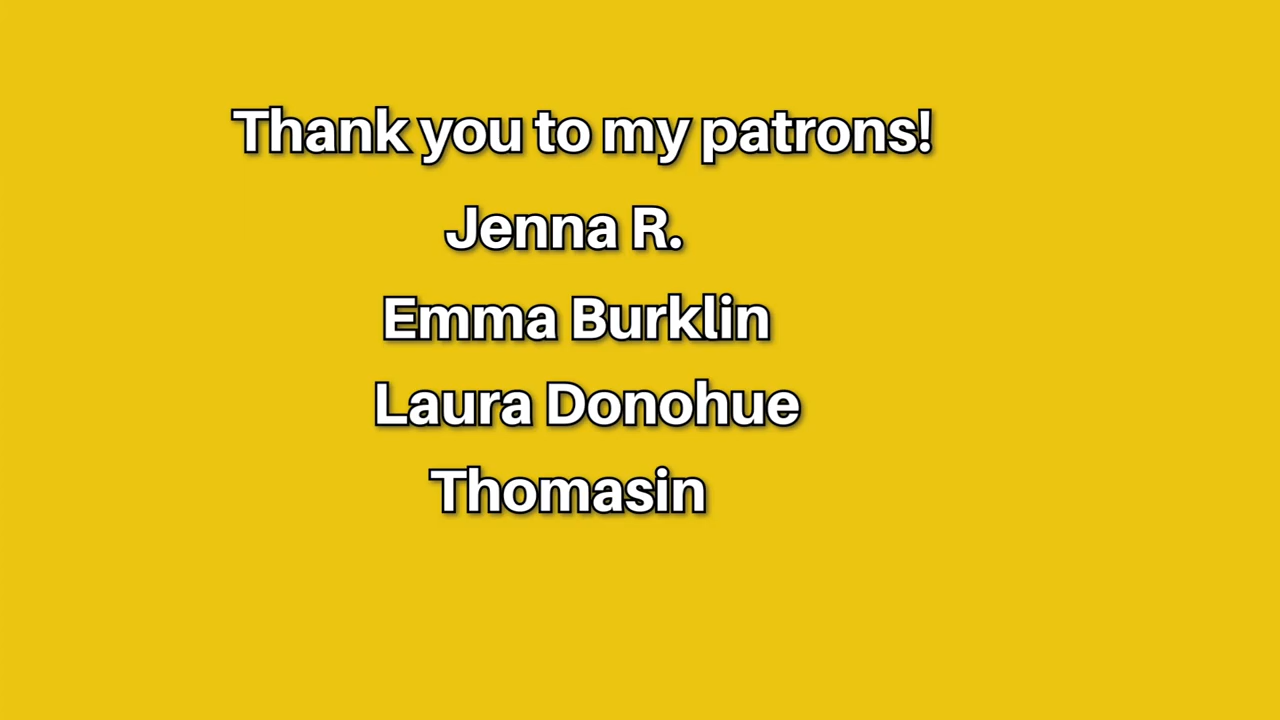 Thank you to my patrons!
Jenna R.
Emma Burklin
Laura Donohue
Thomasin